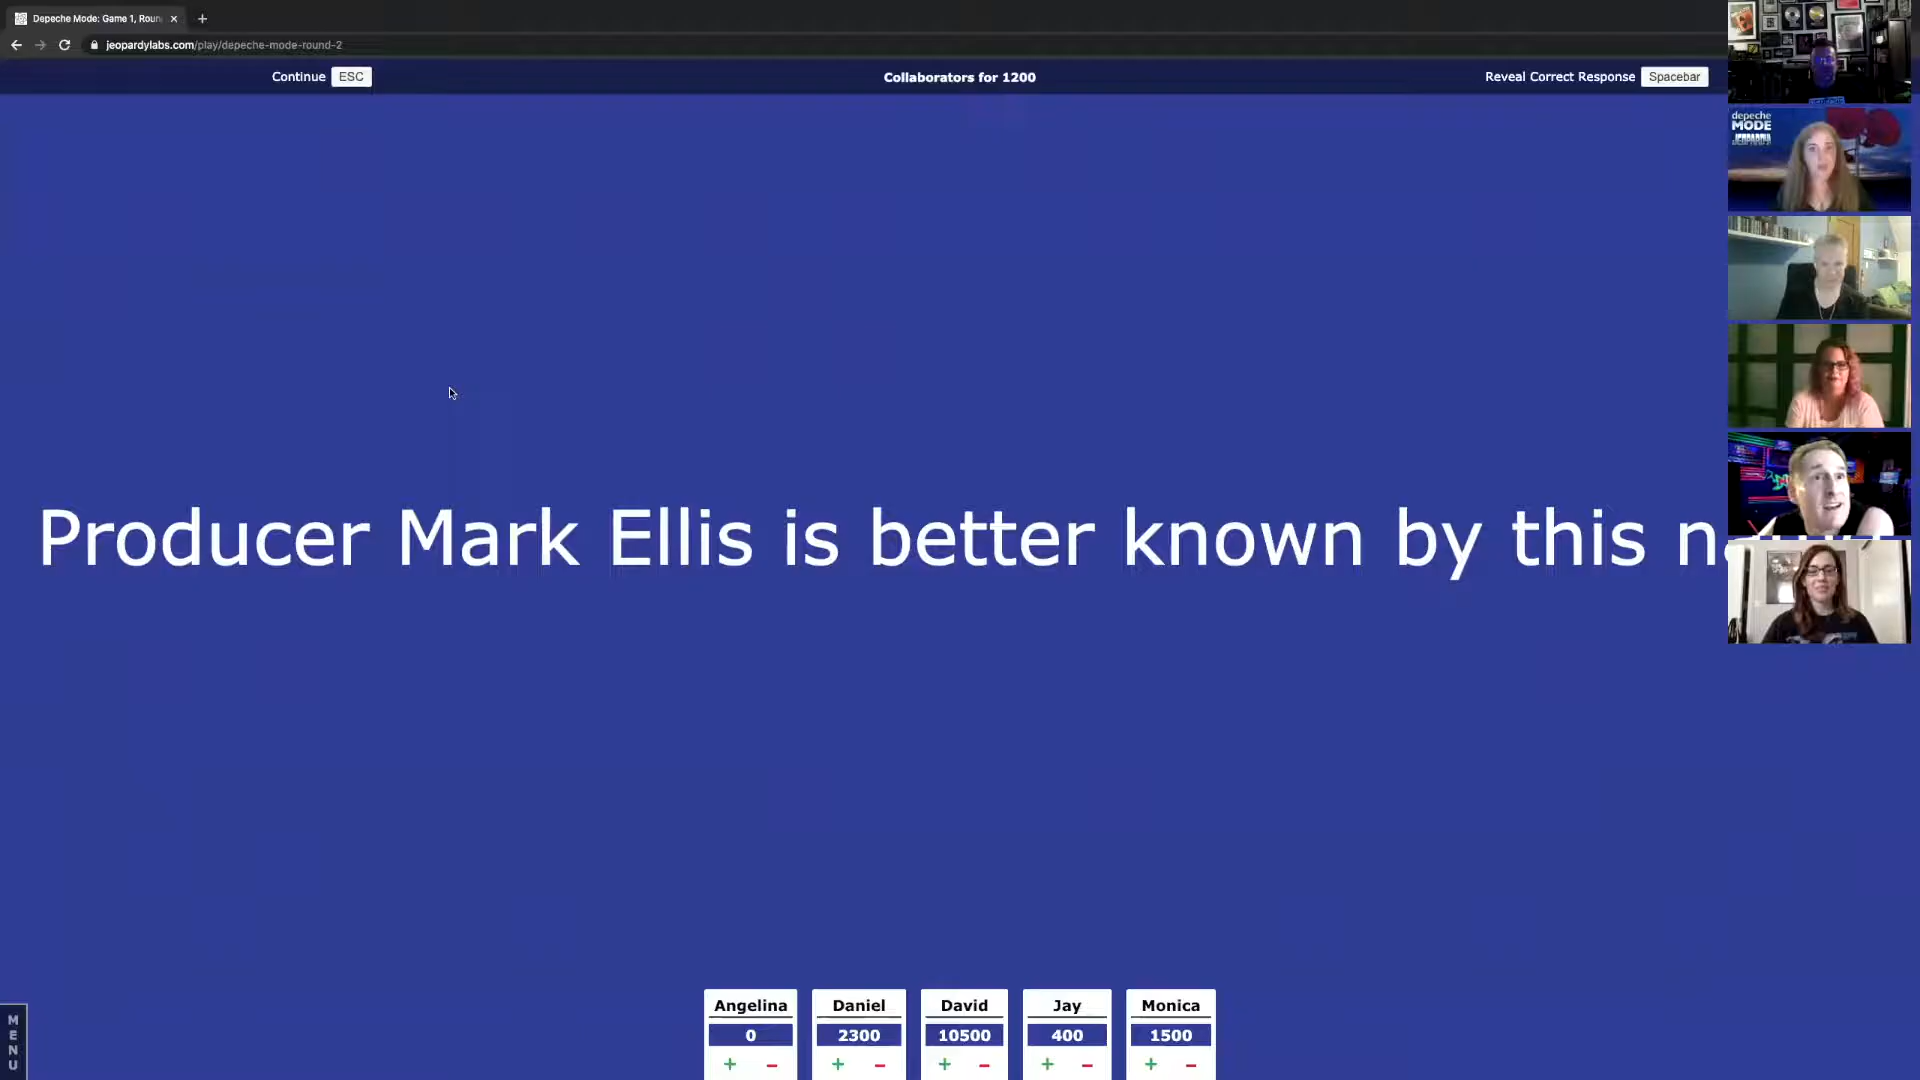 Depeche Mode: Game 1, Roun
jeopardylabs.com/play/depeche-mode-round-2
Continue ESC
Collaborators for 1200
Reveal Correct Response Spacebar
depeche
MODE
JEOPARDY!
Producer Mark Ellis is better known by this
MENU
Angelina Daniel David Jay Monica
0 2300 10500 400 1500
+ − + − + − + − + −